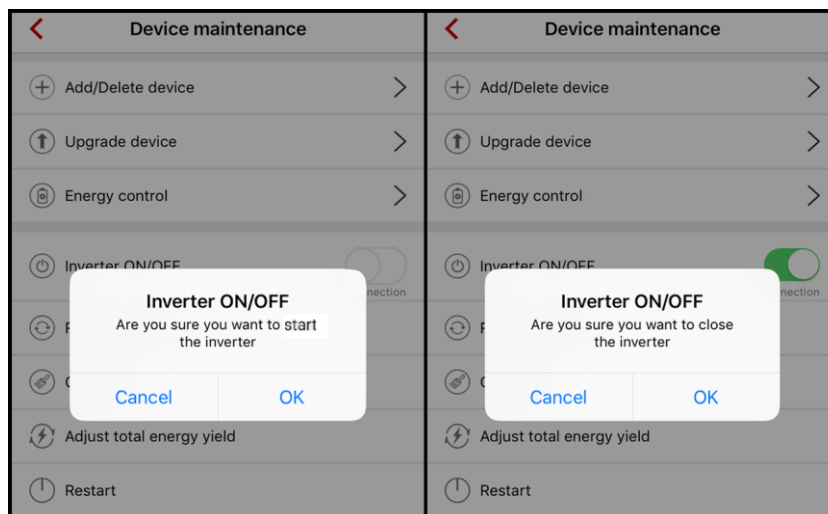 Device maintenance
Add/Delete device
Upgrade device
Energy control
Inverter ON/OFF
nection
Inverter ON/OFF
Are you sure you want to start
the inverter
Cancel
OK
Adjust total energy yield
Restart
Device maintenance
Add/Delete device
Upgrade device
Energy control
Inverter ON/OFF
nection
Inverter ON/OFF
Are you sure you want to close
the inverter
Cancel
OK
Adjust total energy yield
Restart